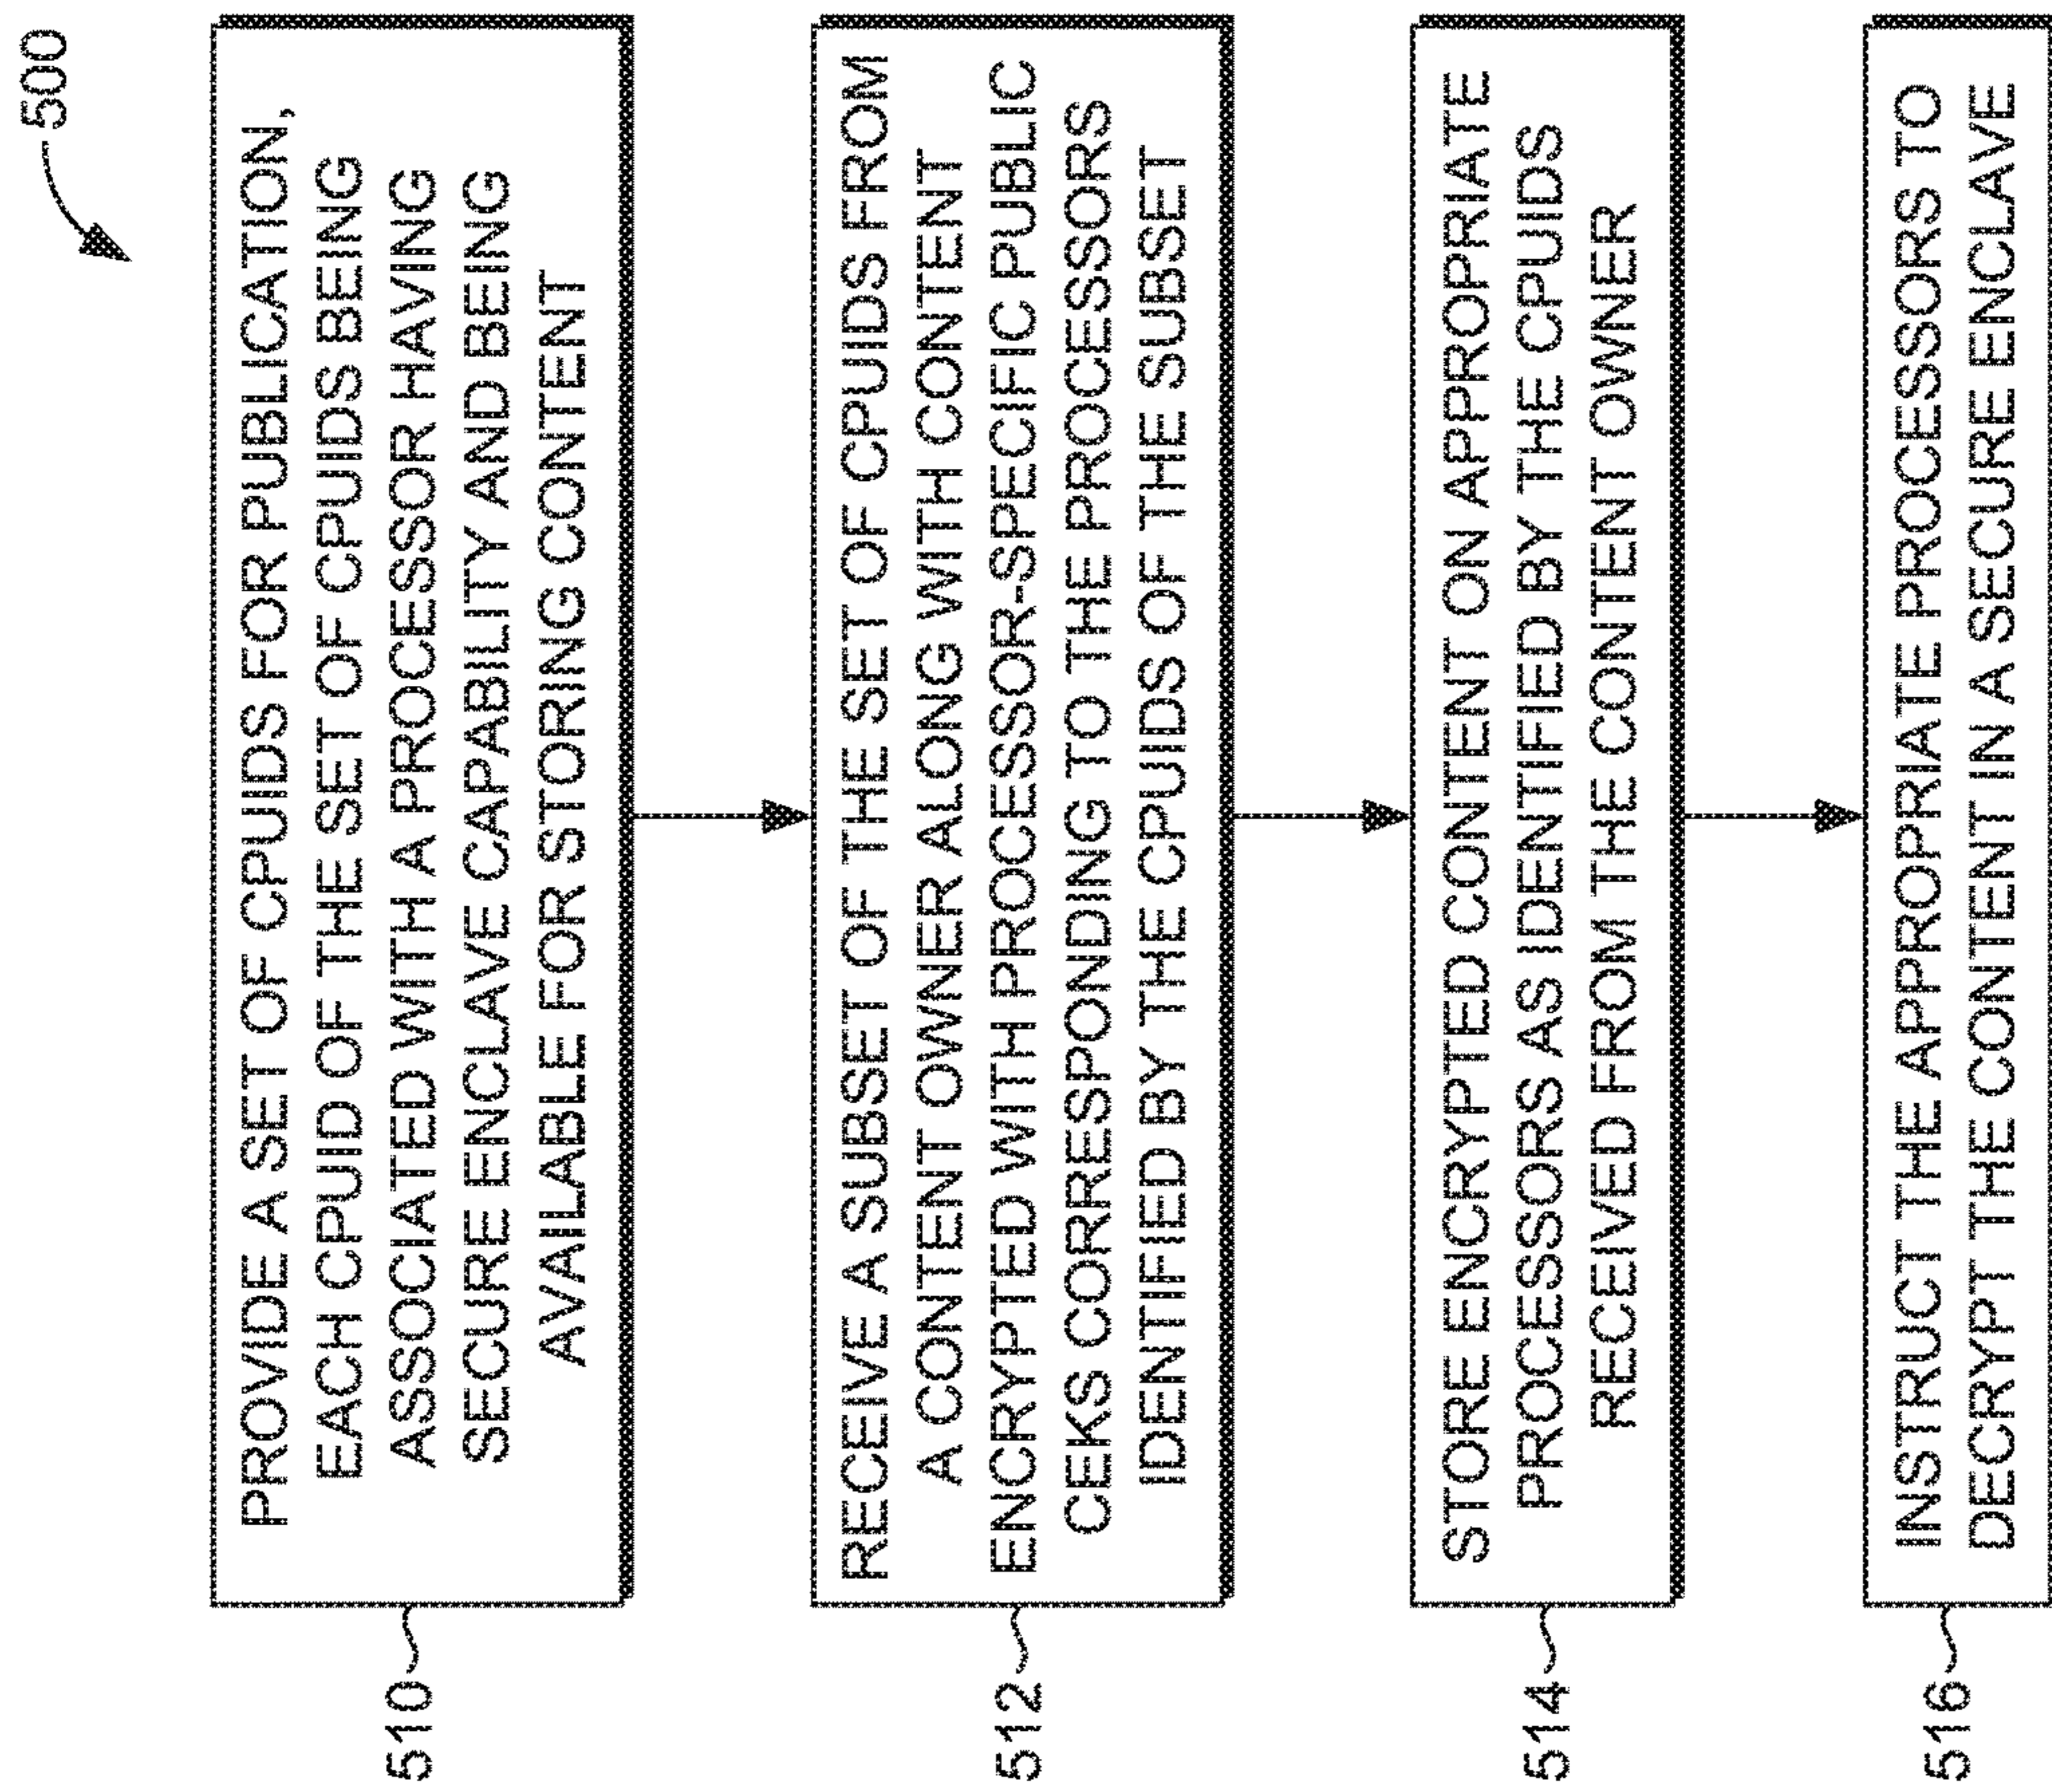 500
510
PROVIDE A SET OF CPUIDS FOR PUBLICATION,
EACH CPUID OF THE SET OF CPUIDS BEING
ASSOCIATED WITH A PROCESSOR HAVING
SECURE ENCLAVE CAPABILITY AND BEING
AVAILABLE FOR STORING CONTENT
512
RECEIVE A SUBSET OF THE SET OF CPUIDS FROM
A CONTENT OWNER ALONG WITH CONTENT
ENCRYPTED WITH PROCESSOR-SPECIFIC PUBLIC
CEKS CORRESPONDING TO THE PROCESSORS
IDENTIFIED BY THE CPUIDS OF THE SUBSET
514
STORE ENCRYPTED CONTENT ON APPROPRIATE
PROCESSORS AS IDENTIFIED BY THE CPUIDS
RECEIVED FROM THE CONTENT OWNER
516
INSTRUCT THE APPROPRIATE PROCESSORS TO
DECRYPT THE CONTENT IN A SECURE ENCLAVE